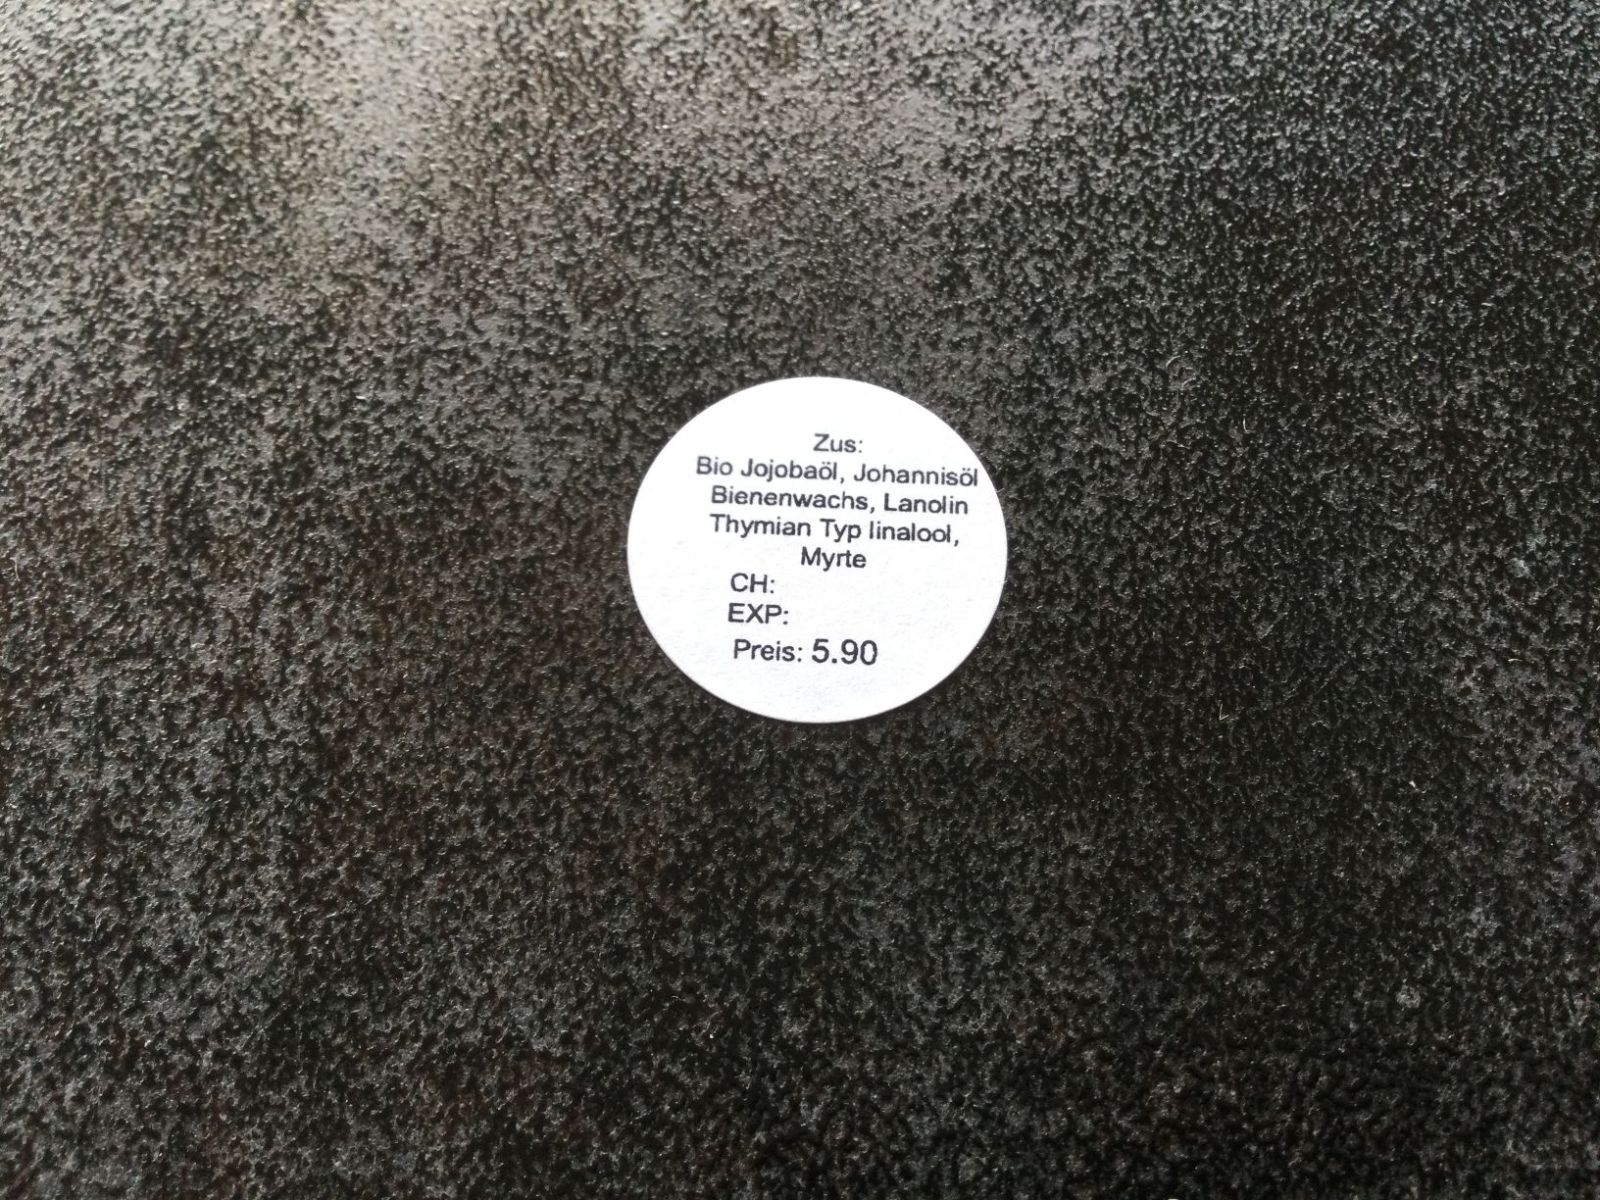 Zus:
Bio Jojobaöl, Johannisöl
Bienenwachs, Lanolin
Thymian Typ linalool,
Myrte
CH:
EXP:
Preis: 5.90